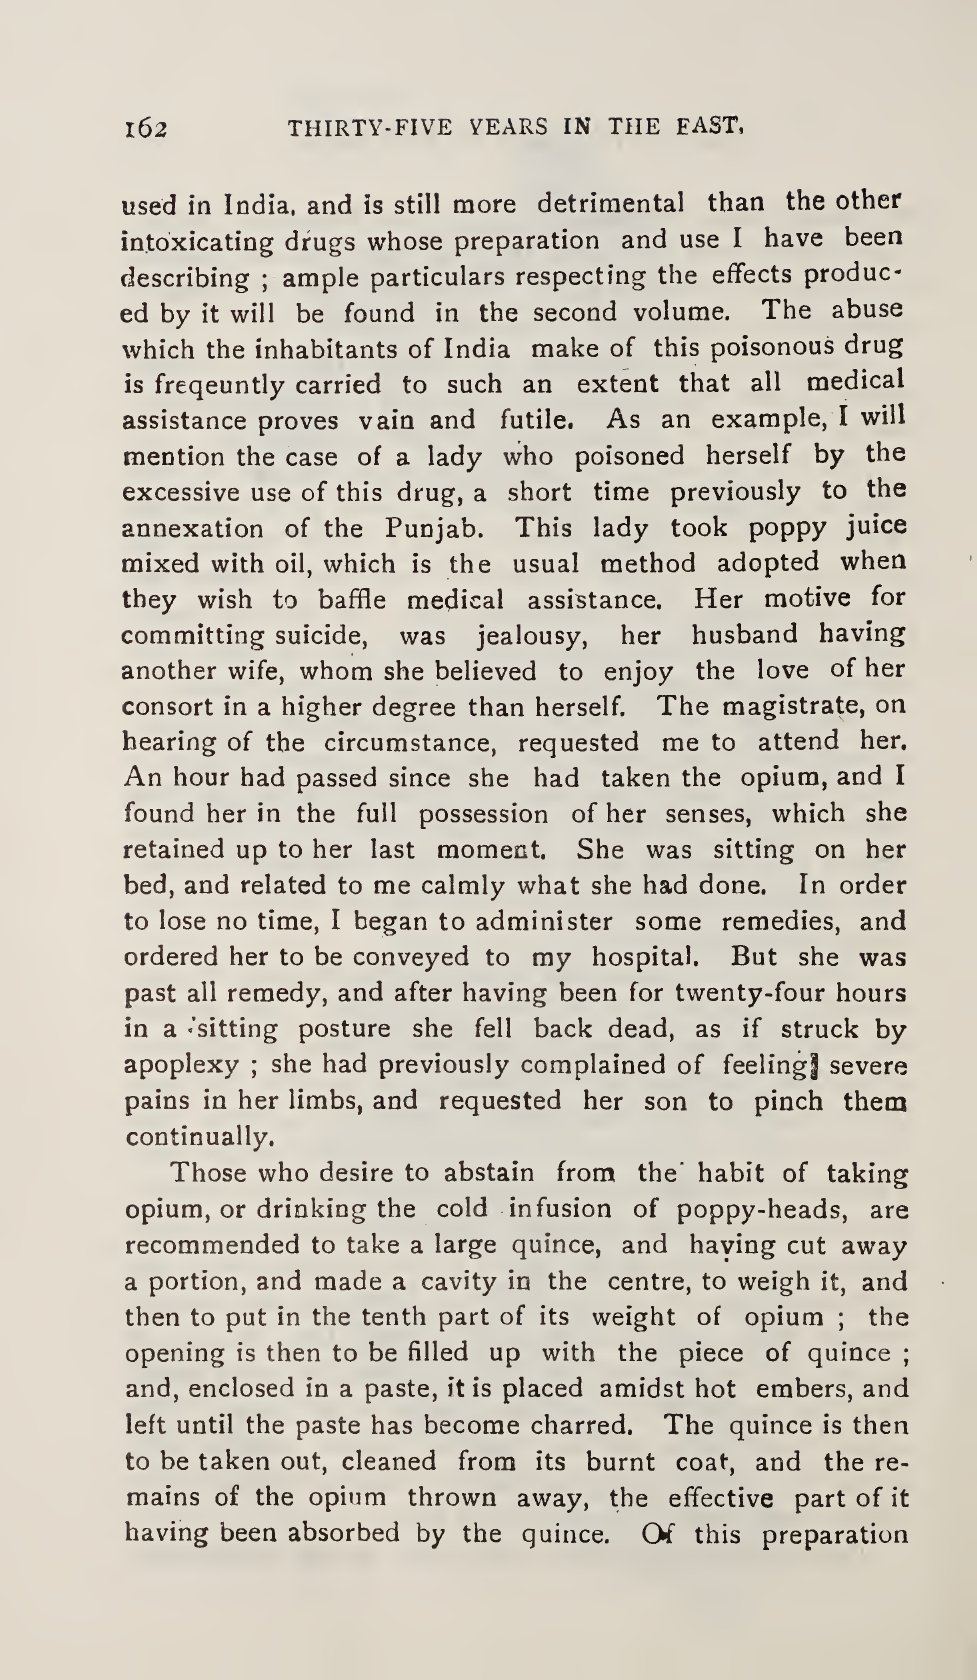 162 THIRTY-FIVE YEARS IN THE EAST,
used in India, and is still more detrimental than the other
intoxicating drugs whose preparation and use I have been
describing ; ample particulars respecting the effects produc-
ed by it will be found in the second volume. The abuse
which the inhabitants of India make of this poisonous drug
is freqeuntly carried to such an extent that all medical
assistance proves vain and futile. As an example, I will
mention the case of a lady who poisoned herself by the
excessive use of this drug, a short time previously to the
annexation of the Punjab. This lady took poppy juice
mixed with oil, which is the usual method adopted when
they wish to baffle medical assistance. Her motive for
committing suicide, was jealousy, her husband having
another wife, whom she believed to enjoy the love of her
consort in a higher degree than herself. The magistrate, on
hearing of the circumstance, requested me to attend her.
An hour had passed since she had taken the opium, and I
found her in the full possession of her senses, which she
retained up to her last moment. She was sitting on her
bed, and related to me calmly what she had done. In order
to lose no time, I began to administer some remedies, and
ordered her to be conveyed to my hospital. But she was
past all remedy, and after having been for twenty-four hours
in a sitting posture she fell back dead, as if struck by
apoplexy ; she had previously complained of feeling severe
pains in her limbs, and requested her son to pinch them
continually.
Those who desire to abstain from the habit of taking
opium, or drinking the cold infusion of poppy-heads, are
recommended to take a large quince, and having cut away
a portion, and made a cavity in the centre, to weigh it, and
then to put in the tenth part of its weight of opium ; the
opening is then to be filled up with the piece of quince ;
and, enclosed in a paste, it is placed amidst hot embers, and
left until the paste has become charred. The quince is then
to be taken out, cleaned from its burnt coat, and the re-
mains of the opium thrown away, the effective part of it
having been absorbed by the quince. Of this preparation